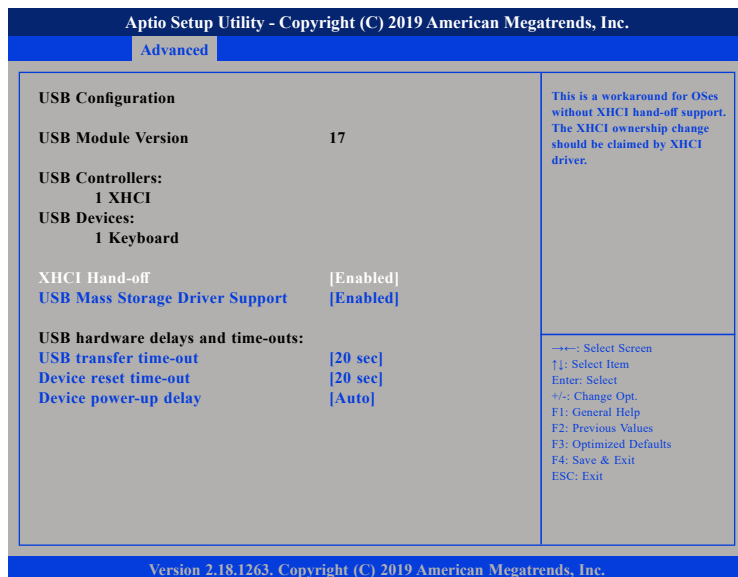 Aptio Setup Utility - Copyright (C) 2019 American Megatrends, Inc.
Advanced
USB Configuration
USB Module Version 17
USB Controllers:
1 XHCI
USB Devices:
1 Keyboard
XHCI Hand-off [Enabled]
USB Mass Storage Driver Support [Enabled]
USB hardware delays and time-outs:
USB transfer time-out [20 sec]
Device reset time-out [20 sec]
Device power-up delay [Auto]
This is a workaround for OSes
without XHCI hand-off support.
The XHCI ownership change
should be claimed by XHCI
driver.
→←: Select Screen
↑↓: Select Item
Enter: Select
+/-: Change Opt.
F1: General Help
F2: Previous Values
F3: Optimized Defaults
F4: Save & Exit
ESC: Exit
Version 2.18.1263. Copyright (C) 2019 American Megatrends, Inc.